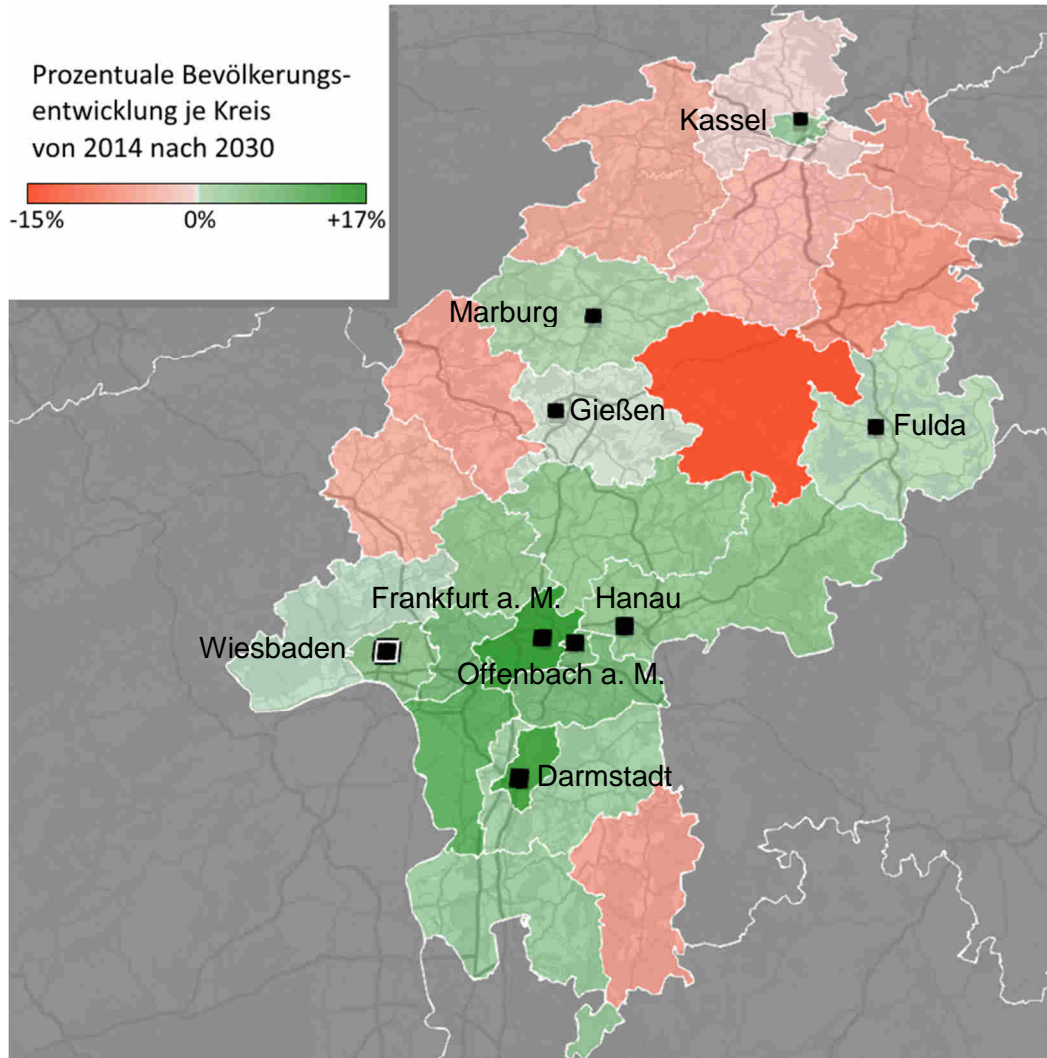 Prozentuale Bevölkerungs-
entwicklung je Kreis
von 2014 nach 2030
-15% 0% +17%
Kassel
Marburg
Gießen
Fulda
Frankfurt a. M. Hanau
Wiesbaden
Offenbach a. M.
Darmstadt